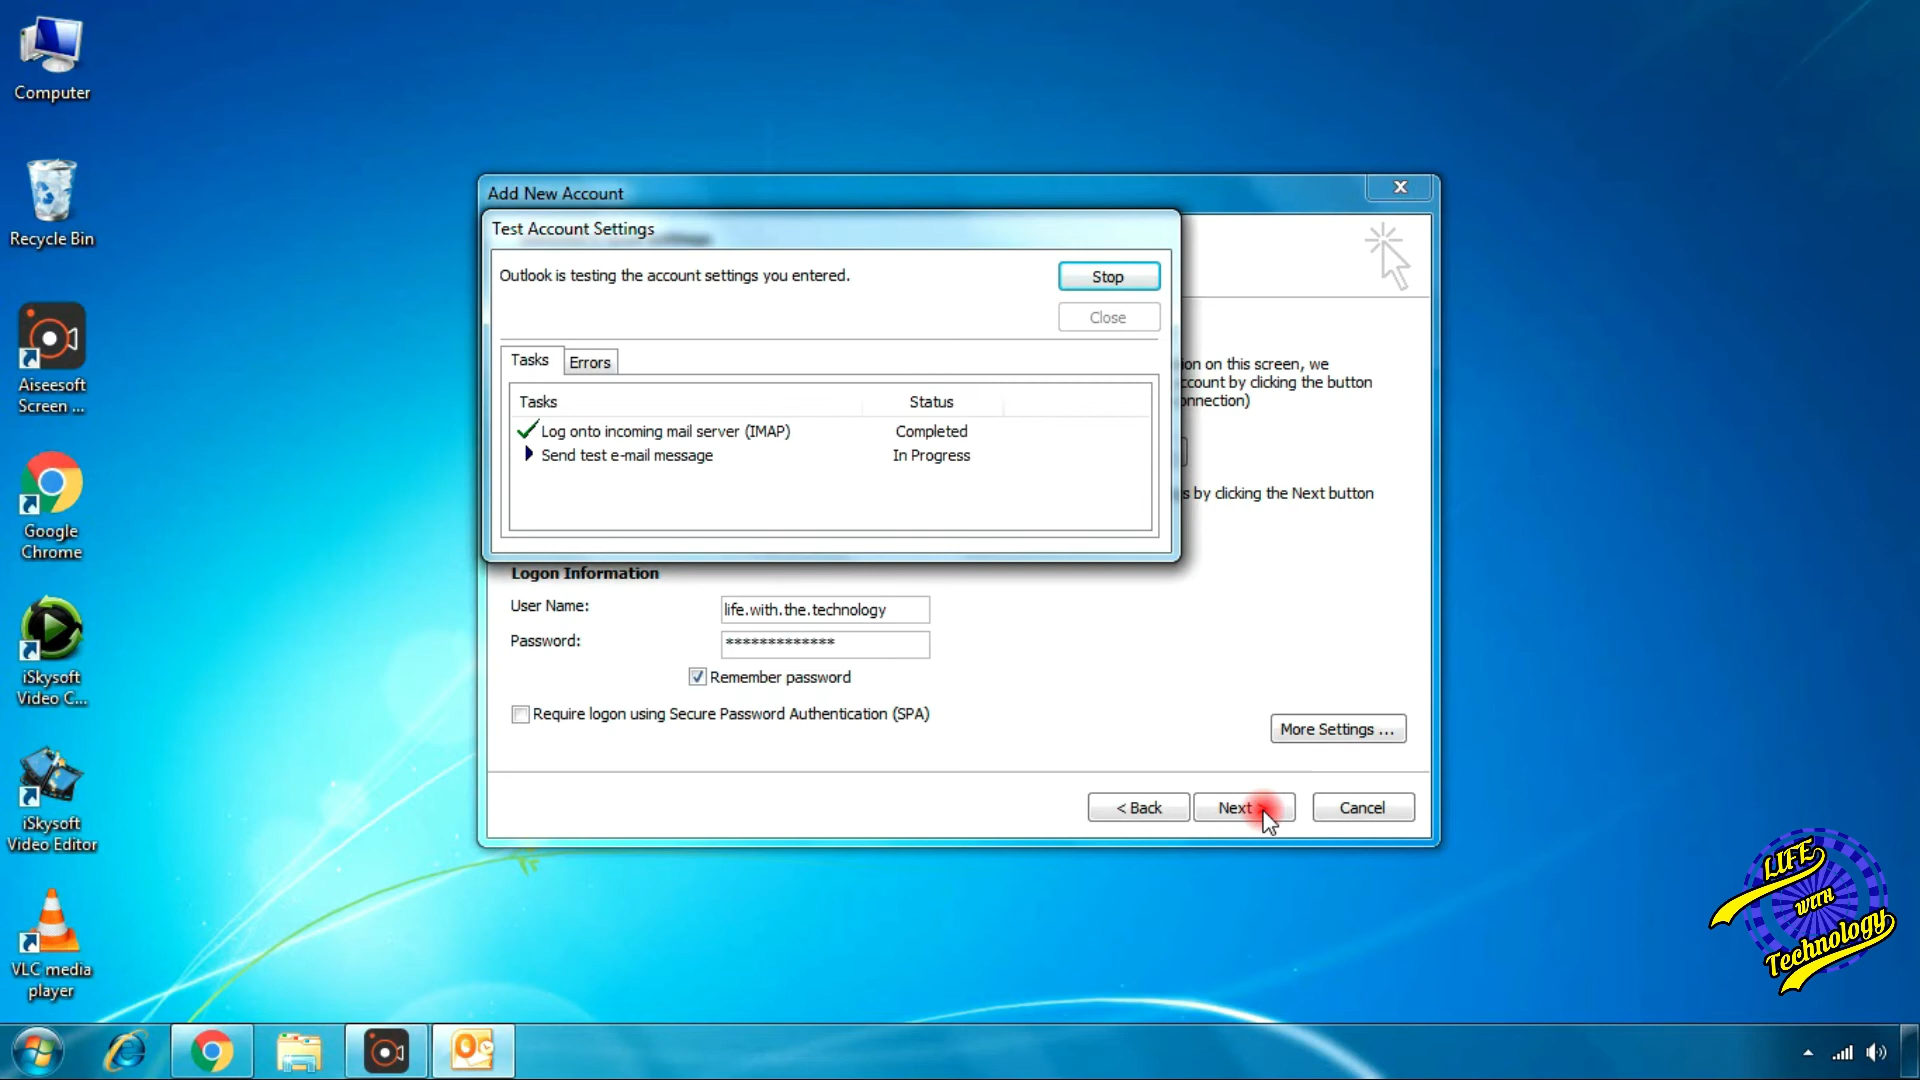 Computer
Recycle Bin
Aiseesoft
Screen ...
Google
Chrome
iSkysoft
Video C...
iSkysoft
Video Editor
VLC media
player
Add New Account
Test Account Settings
Outlook is testing the account settings you entered.
Stop
Close
Tasks
Errors
Tasks Status
Log onto incoming mail server (IMAP) Completed
Send test e-mail message In Progress
ion on this screen, we
ccount by clicking the button
onnection)
s by clicking the Next button
Logon Information
User Name: life.with.the.technology
Password: *************
Remember password
Require logon using Secure Password Authentication (SPA)
More Settings ...
< Back
Next >
Cancel
LIFE
with
Technology